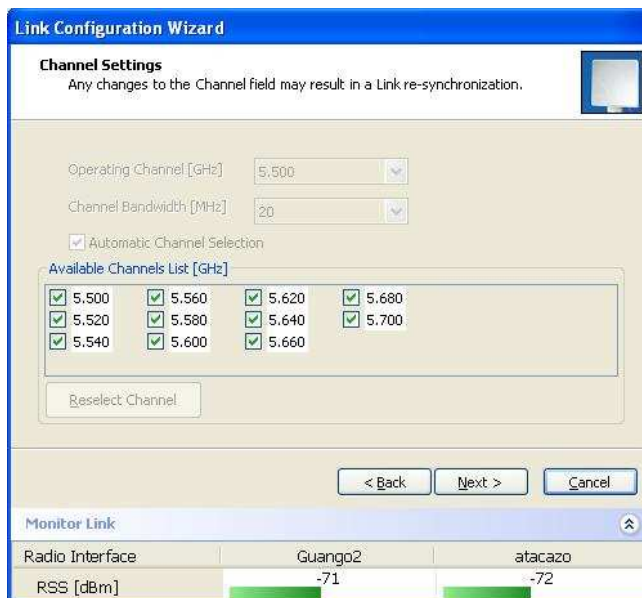 Link Configuration Wizard
Channel Settings
Any changes to the Channel field may result in a Link re-synchronization.
Operating Channel [GHz] 5.500
Channel Bandwidth [MHz] 20
Automatic Channel Selection
Available Channels List [GHz]
5.500 5.560 5.620 5.680
5.520 5.580 5.640 5.700
5.540 5.600 5.660
Reselect Channel
< Back Next > Cancel
Monitor Link
Radio Interface Guango2 atacazo
RSS [dBm] -71 -72